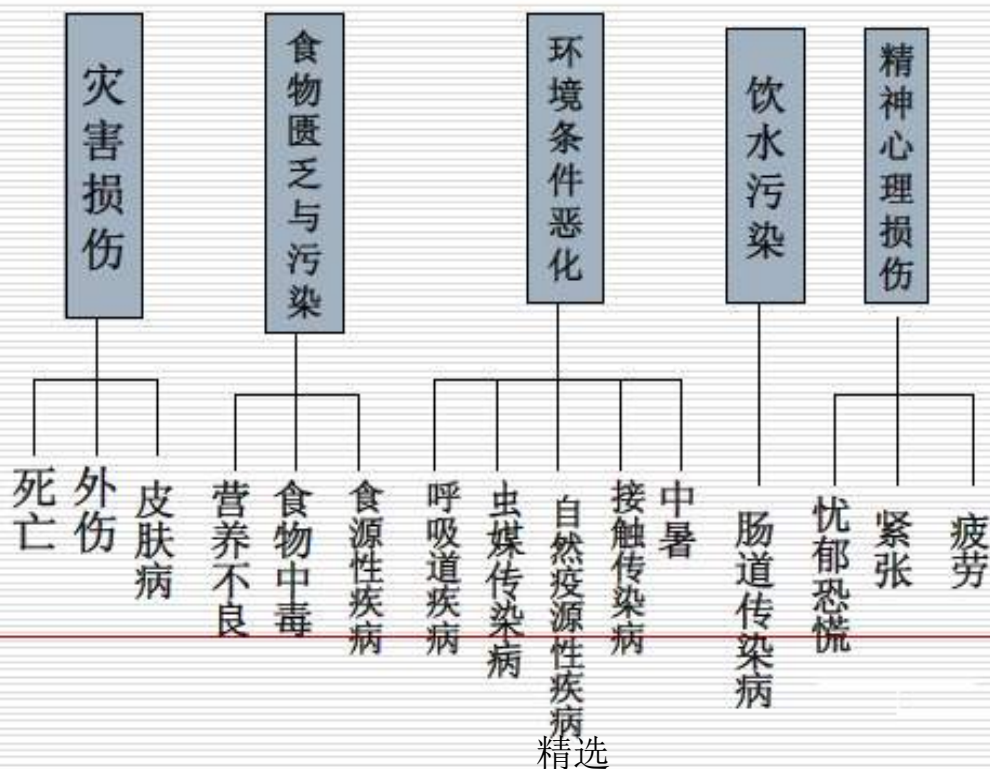 灾害损伤
食物匮乏与污染
环境条件恶化
饮水污染
精神心理损伤
死亡
外伤
皮肤病
营养不良
食物中毒
食源性疾病
呼吸道疾病
虫媒传染病
自然疫源性疾病
接触传染病
中暑
肠道传染病
忧郁恐慌
紧张
疲劳
精选